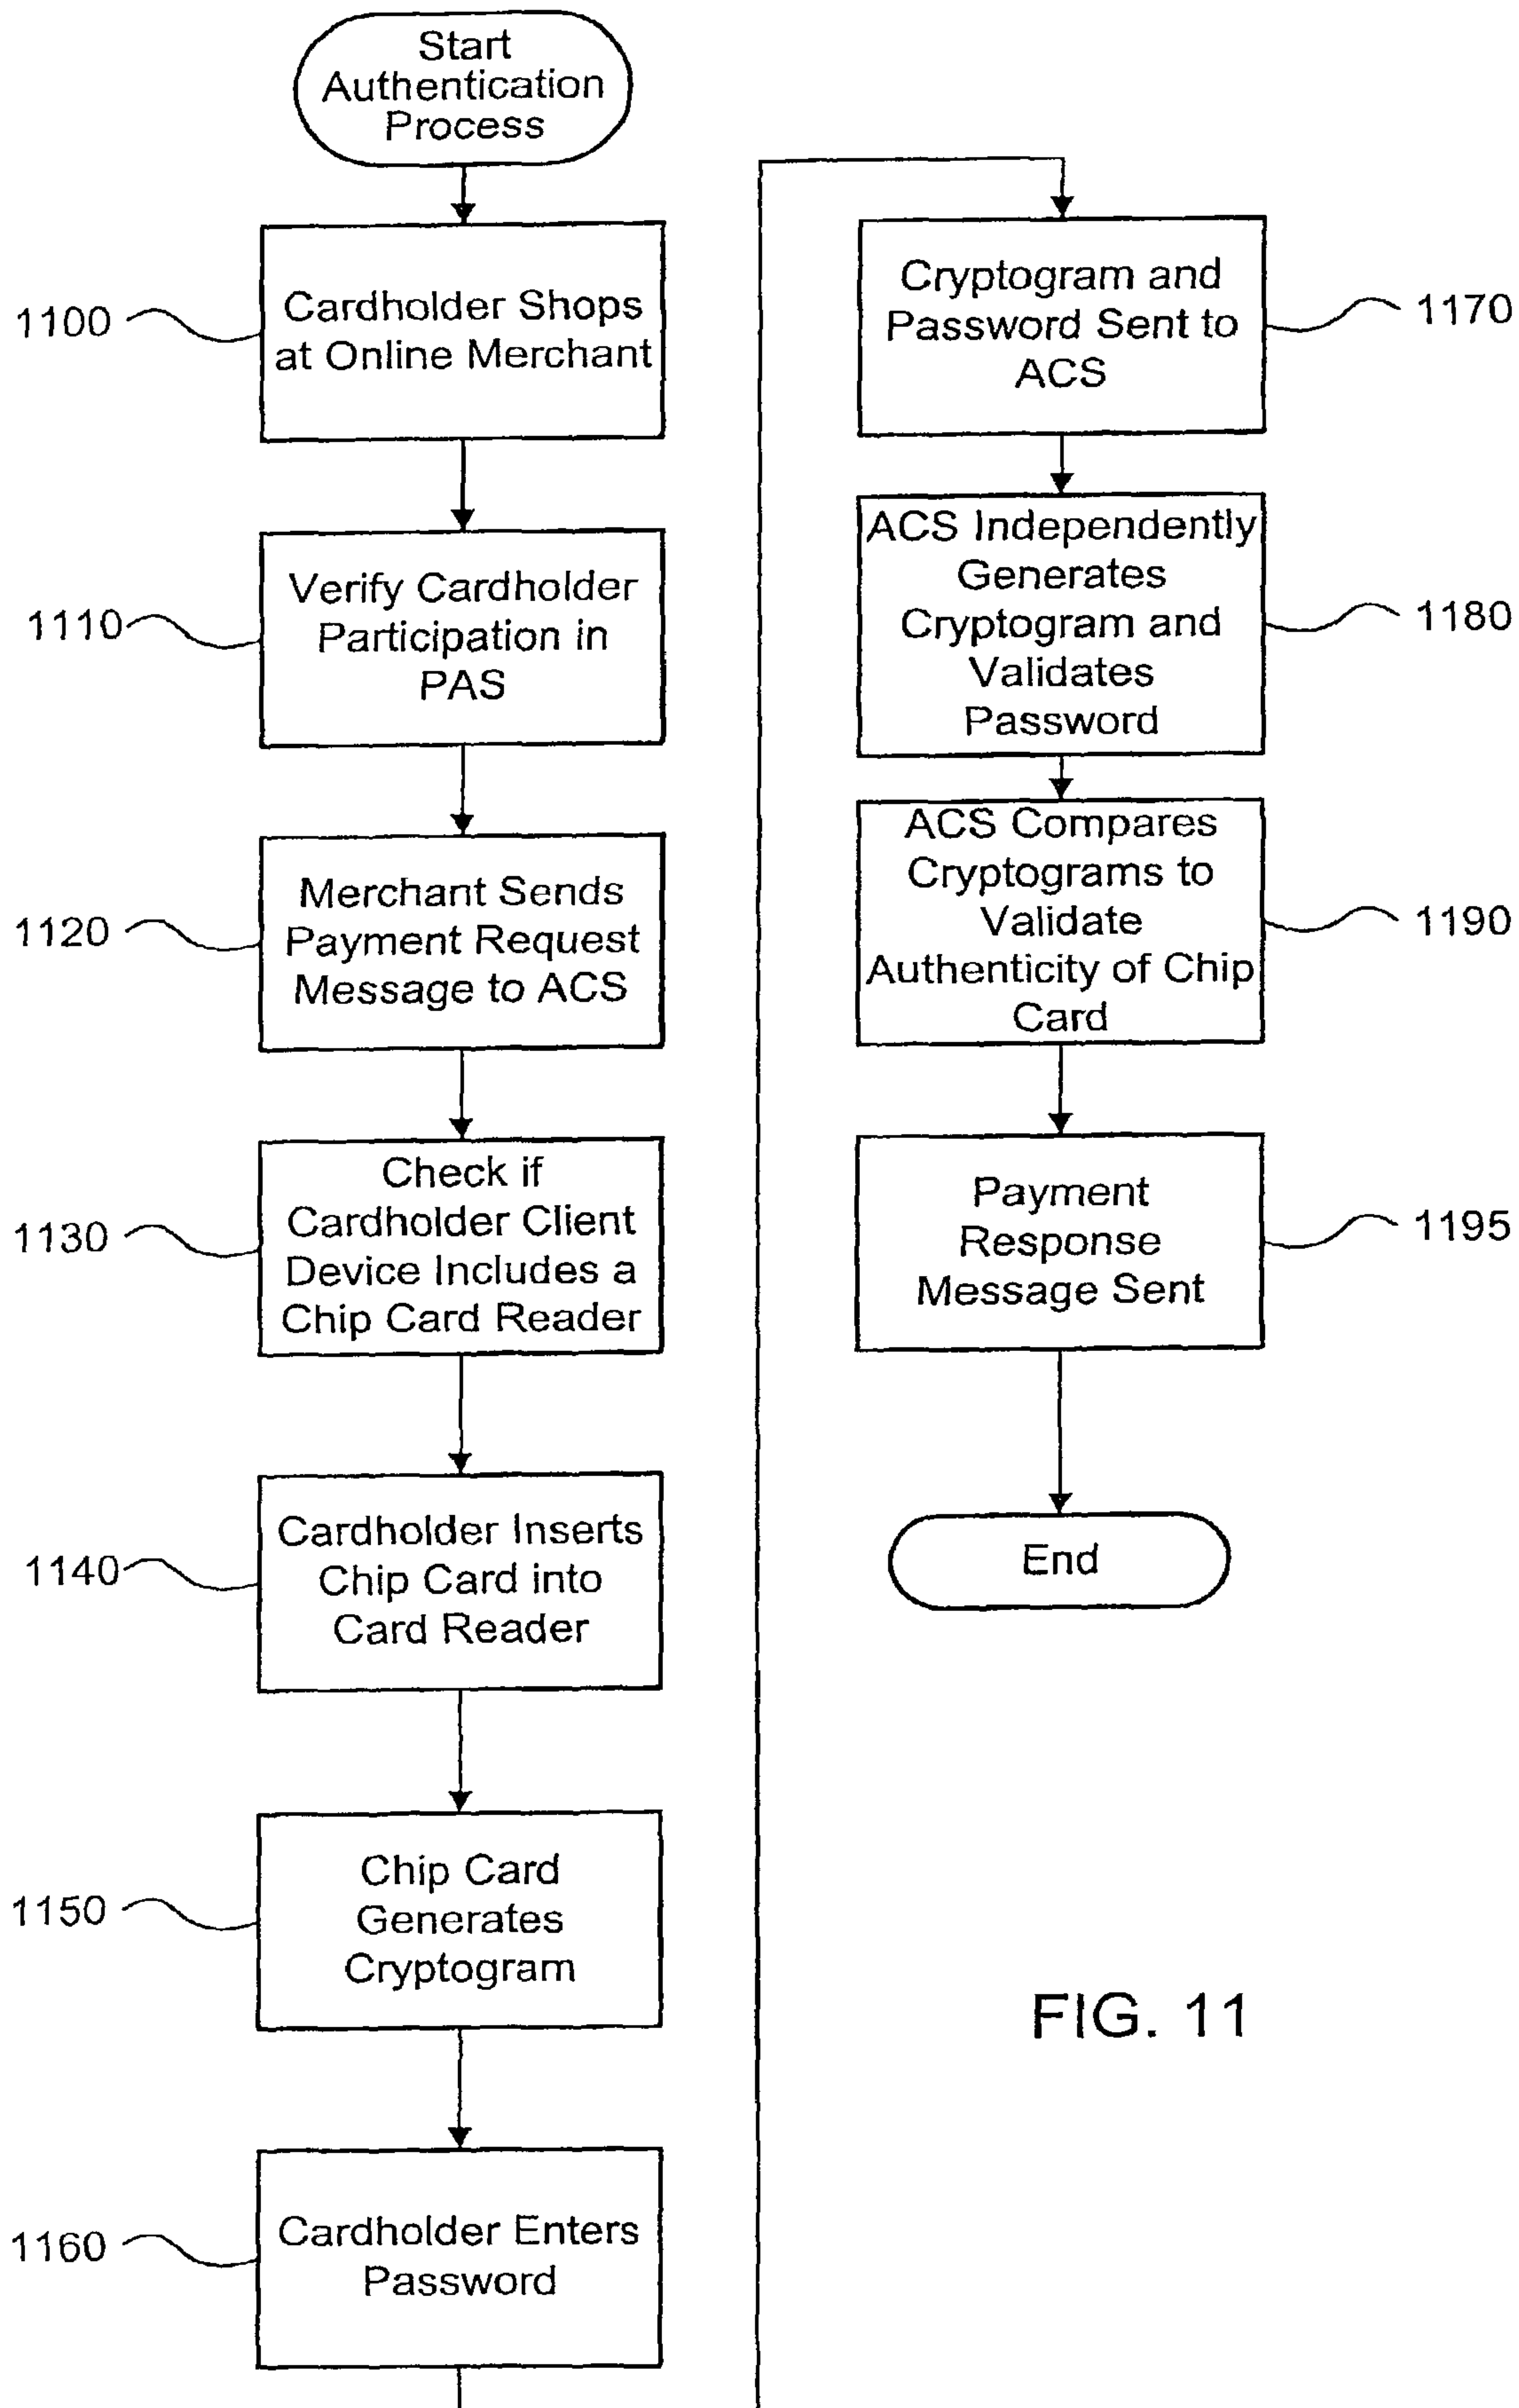 Start
Authentication
Process
1100
Cardholder Shops
at Online Merchant
1110
Verify Cardholder
Participation in
PAS
1120
Merchant Sends
Payment Request
Message to ACS
1130
Check if
Cardholder Client
Device Includes a
Chip Card Reader
1140
Cardholder Inserts
Chip Card into
Card Reader
1150
Chip Card
Generates
Cryptogram
1160
Cardholder Enters
Password
Cryptogram and
Password Sent to
ACS
1170
ACS Independently
Generates
Cryptogram and
Validates
Password
1180
ACS Compares
Cryptograms to
Validate
Authenticity of Chip
Card
1190
Payment
Response
Message Sent
1195
End
FIG. 11